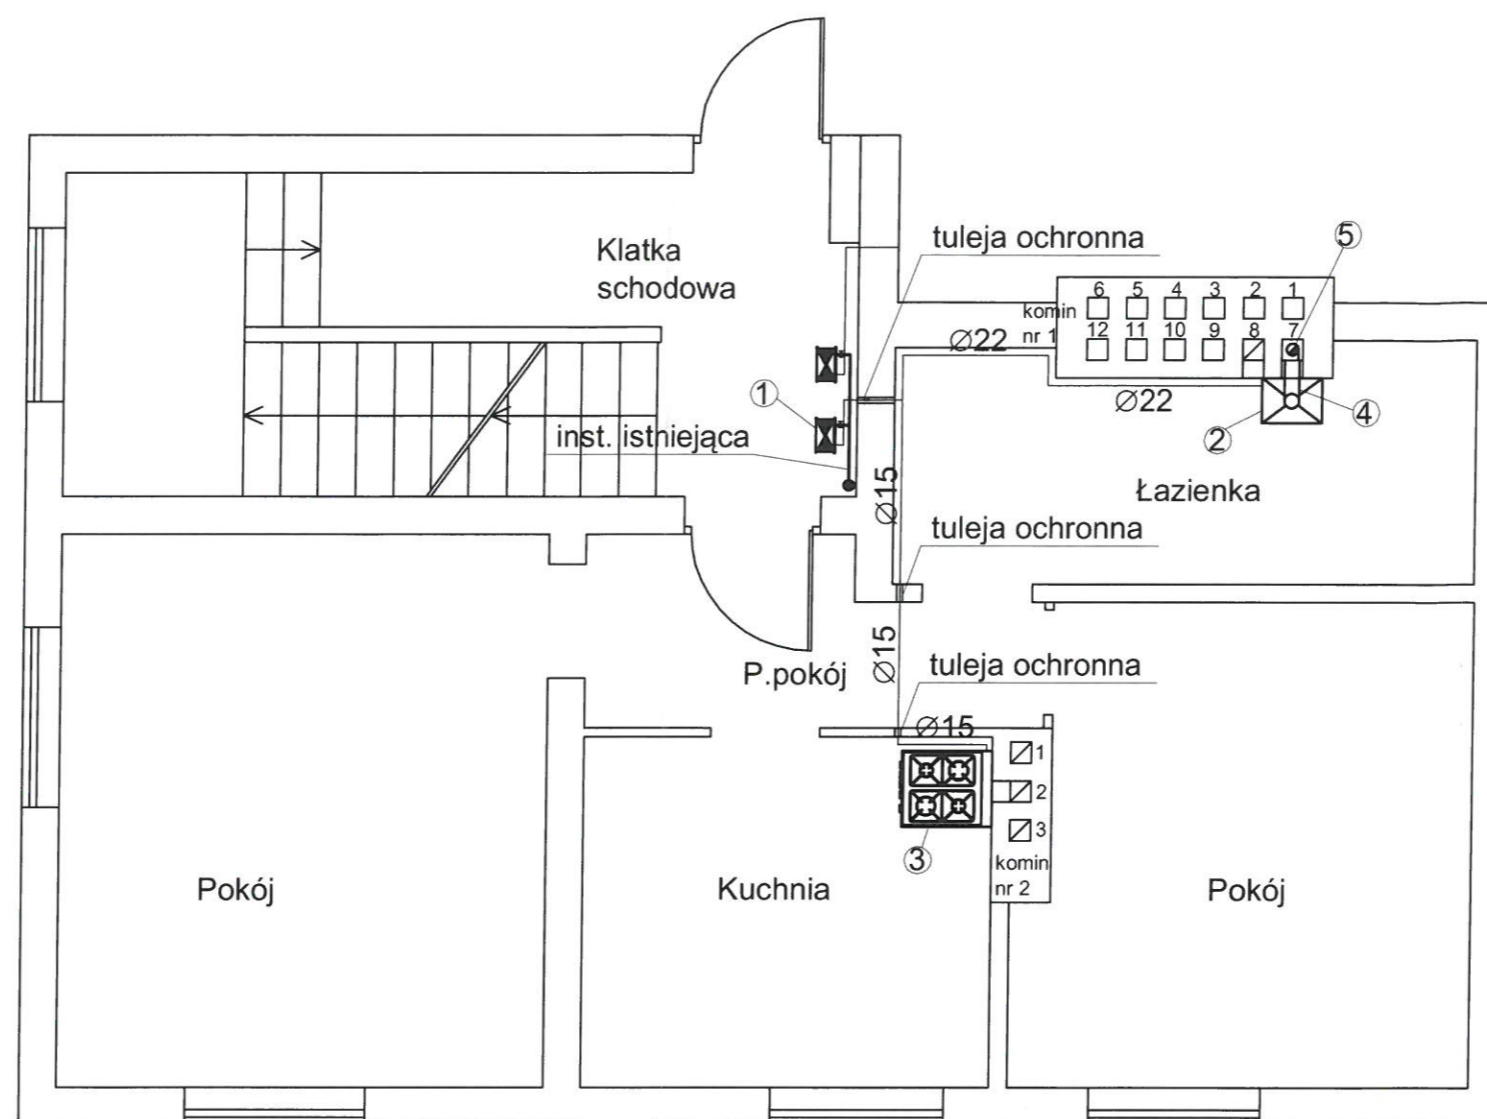 tuleja ochronna
5
Klatka
schodowa
6 5 4 3 2 1
komin
nr 1
12 11 10 9 8 7
Ø22
Ø22
1
4
2
inst. istniejąca
Ø15
Łazienka
tuleja ochronna
Ø15
P.pokój
tuleja ochronna
Ø15
1
2
3
3
komin
nr 2
Pokój
Kuchnia
Pokój